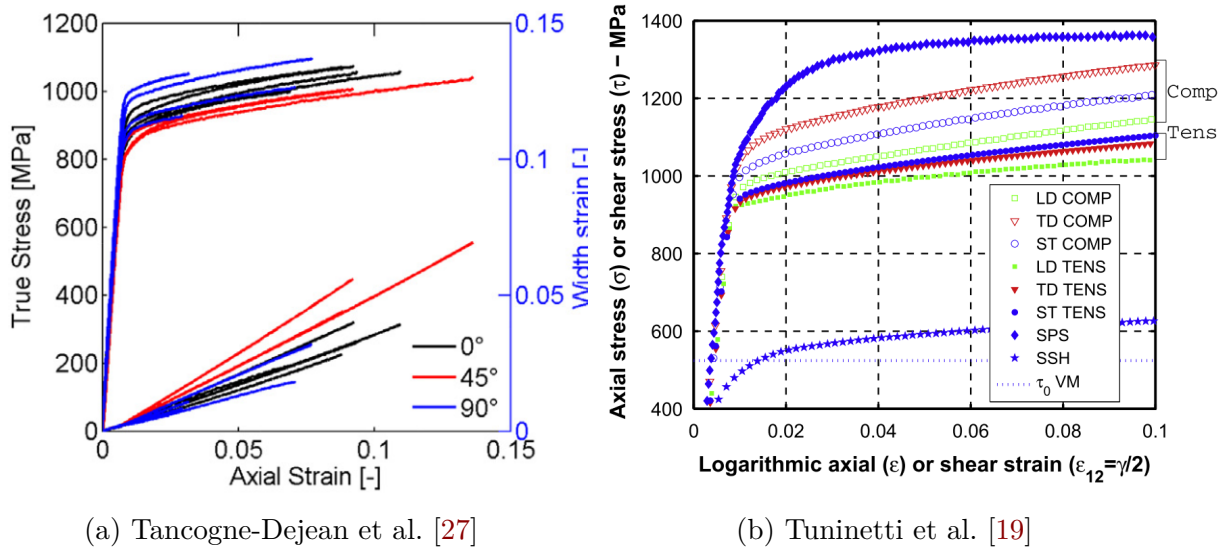 1200
1000
800
600
400
200
0
True Stress [MPa]
0.15
0.1
0.05
0
Width strain [-]
0°
45°
90°
0
0.05
0.1
0.15
Axial Strain [-]
(a) Tancogne-Dejean et al. [27]
1400
1200
1000
800
600
400
Axial stress (σ) or shear stress (τ) − MPa
Comp
Tens
LD COMP
TD COMP
ST COMP
LD TENS
TD TENS
ST TENS
SPS
SSH
τ₀ VM
0
0.02
0.04
0.06
0.08
0.1
Logarithmic axial (ε) or shear strain (ε₁₂=γ/2)
(b) Tuninetti et al. [19]